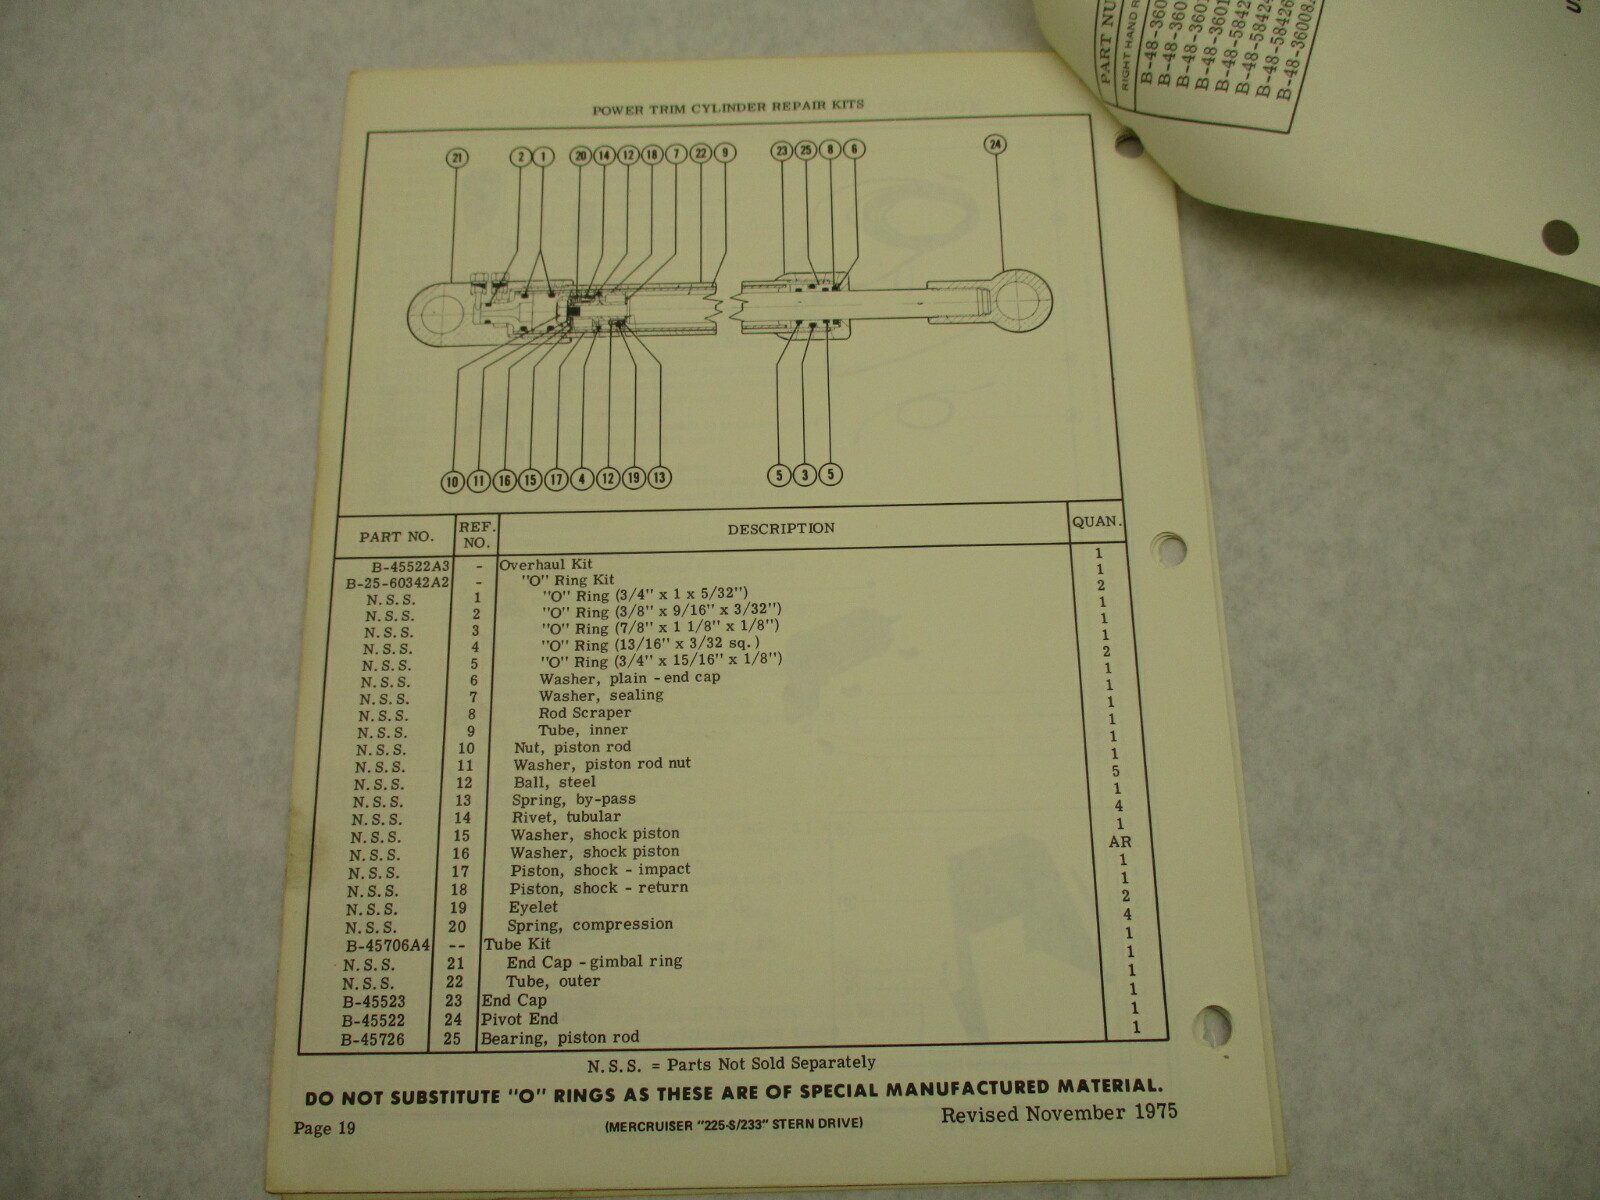 POWER TRIM CYLINDER REPAIR KITS
21 2 1 20 14 12 18 7 22 9 23 25 8 6 24
10 11 16 15 17 4 12 19 13 5 3 5
PART NO. REF. NO. DESCRIPTION QUAN.
B-45522A3 - Overhaul Kit 1
B-25-60342A2 - "O" Ring Kit 1
N.S.S. 1 "O" Ring (3/4" x 1 x 5/32") 2
N.S.S. 2 "O" Ring (3/8" x 9/16" x 3/32") 1
N.S.S. 3 "O" Ring (7/8" x 1 1/8" x 1/8") 1
N.S.S. 4 "O" Ring (13/16" x 3/32 sq.) 1
N.S.S. 5 "O" Ring (3/4" x 15/16" x 1/8") 2
N.S.S. 6 Washer, plain - end cap 1
N.S.S. 7 Washer, sealing 1
N.S.S. 8 Rod Scraper 1
N.S.S. 9 Tube, inner 1
N.S.S. 10 Nut, piston rod 1
N.S.S. 11 Washer, piston rod nut 1
N.S.S. 12 Ball, steel 5
N.S.S. 13 Spring, by-pass 1
N.S.S. 14 Rivet, tubular 4
N.S.S. 15 Washer, shock piston 1
N.S.S. 16 Washer, shock piston AR
N.S.S. 17 Piston, shock - impact 1
N.S.S. 18 Piston, shock - return 1
N.S.S. 19 Eyelet 2
N.S.S. 20 Spring, compression 4
B-45706A4 -- Tube Kit 1
N.S.S. 21 End Cap - gimbal ring 1
N.S.S. 22 Tube, outer 1
B-45523 23 End Cap 1
B-45522 24 Pivot End 1
B-45726 25 Bearing, piston rod 1
N.S.S. = Parts Not Sold Separately
DO NOT SUBSTITUTE "O" RINGS AS THESE ARE OF SPECIAL MANUFACTURED MATERIAL.
Page 19 (MERCRUISER "225-S/233" STERN DRIVE) Revised November 1975
PART NU
RIGHT HAND R
B-48-360
B-48-360
B-48-3601
B-48-3601
B-48-5842
B-48-5842
B-48-58426
B-48-36008